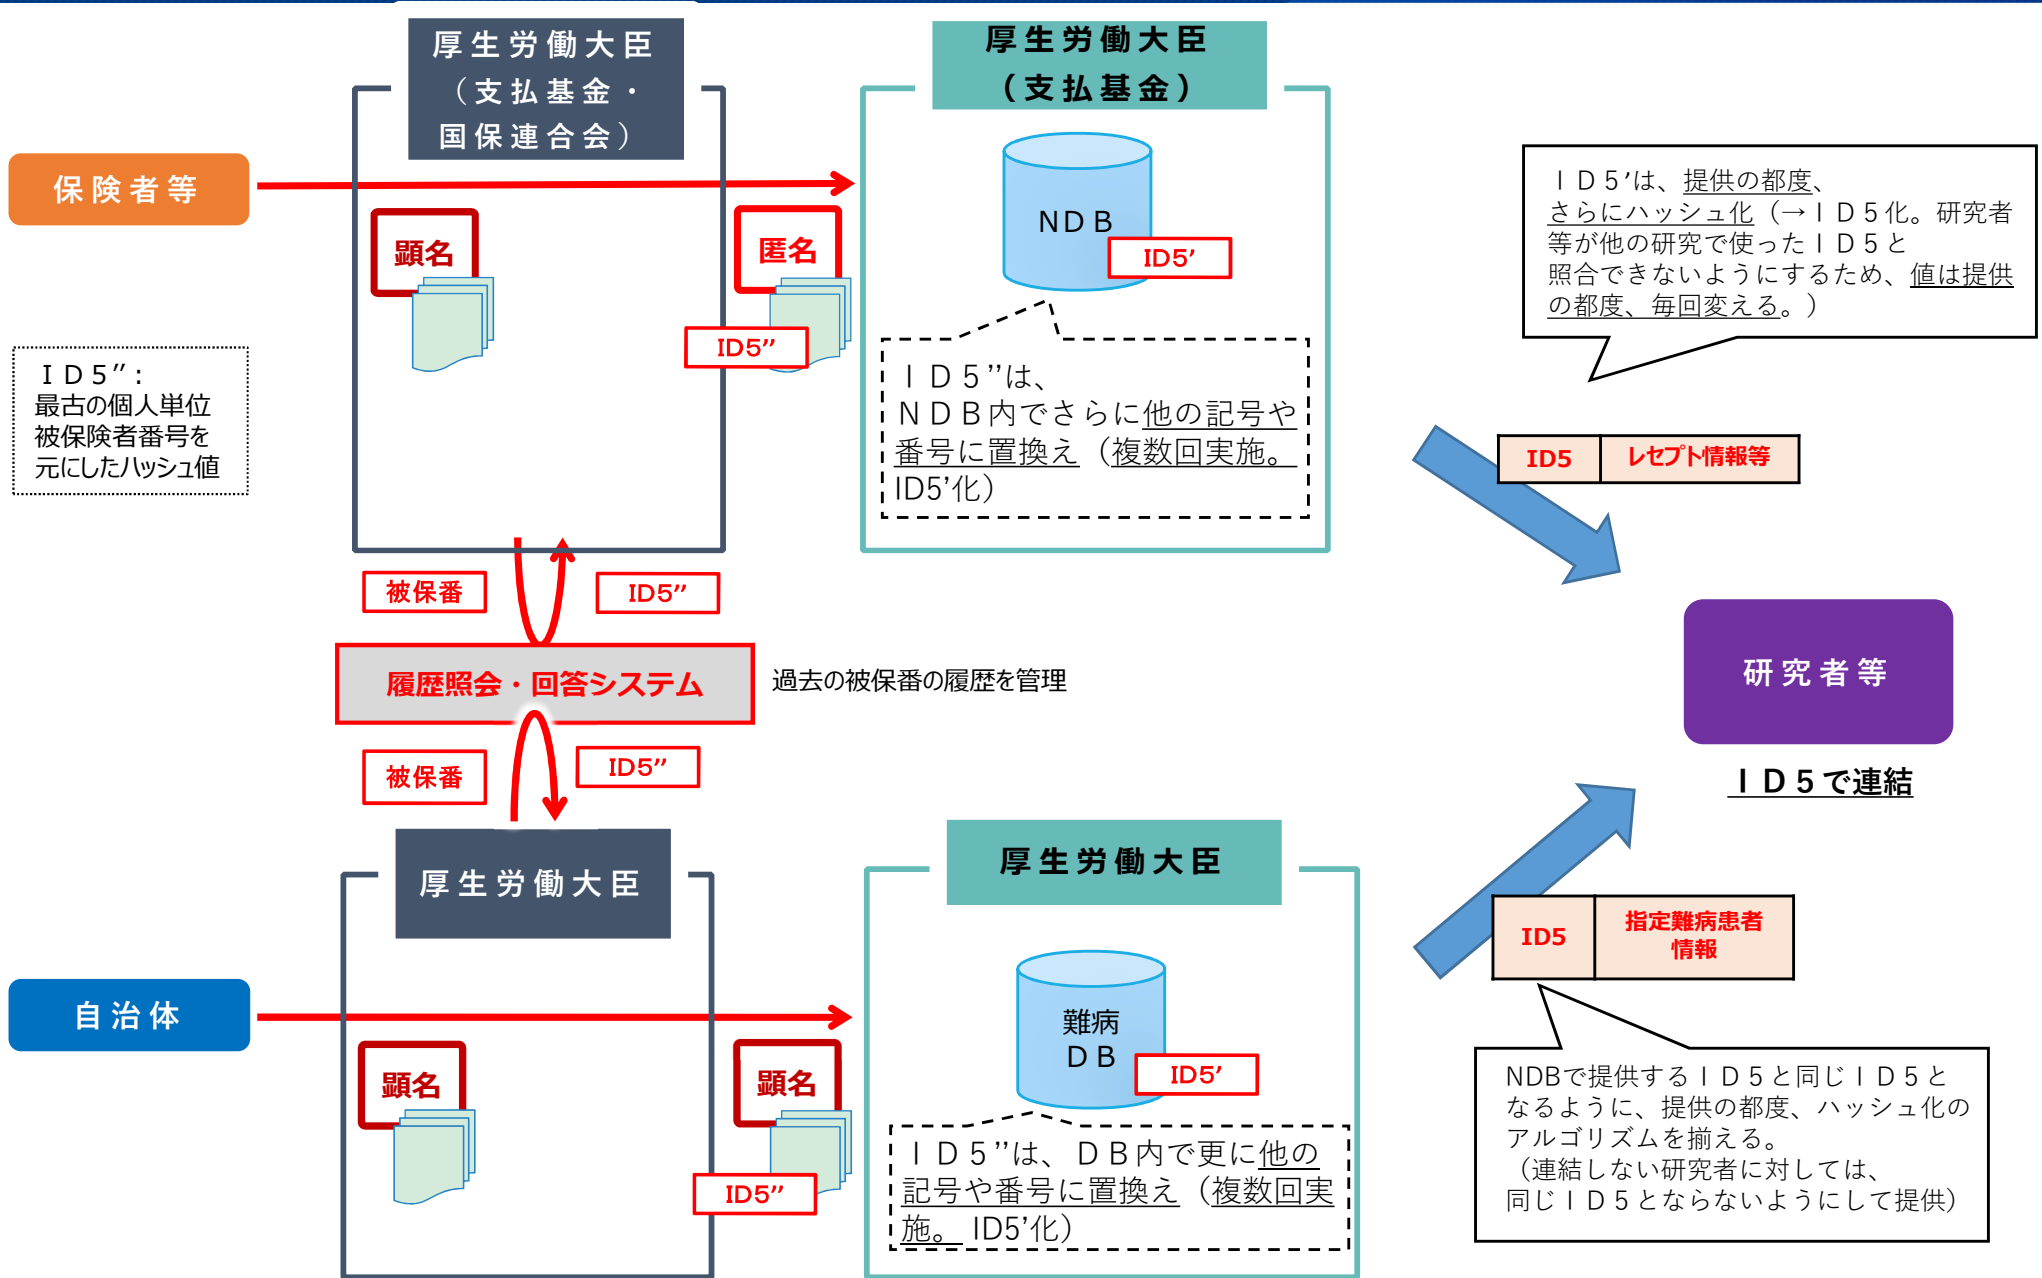 厚生労働大臣
（支払基金・
国保連合会）
厚生労働大臣
（支払基金）
保険者等
顕名
匿名
ID5’’
NDB
ID5’
ＩＤ５’’：
最古の個人単位
被保険者番号を
元にしたハッシュ値
ＩＤ５’’は、
ＮＤＢ内でさらに他の記号や
番号に置換え（複数回実施。
ID5’化）
ＩＤ５’は、提供の都度、
さらにハッシュ化（→ＩＤ５化。研究者
等が他の研究で使ったＩＤ５と
照合できないようにするため、値は提供
の都度、毎回変える。）
ID5
レセプト情報等
被保番
ID5’’
履歴照会・回答システム
過去の被保番の履歴を管理
被保番
ID5’’
研究者等
ＩＤ５で連結
厚生労働大臣
厚生労働大臣
自治体
顕名
顕名
ID5’’
難病
ＤＢ
ID5’
ＩＤ５’’は、ＤＢ内で更に他の
記号や番号に置換え（複数回実
施。 ID5’化）
ID5
指定難病患者
情報
NDBで提供するＩＤ５と同じＩＤ５と
なるように、提供の都度、ハッシュ化の
アルゴリズムを揃える。
（連結しない研究者に対しては、
同じＩＤ５とならないようにして提供）